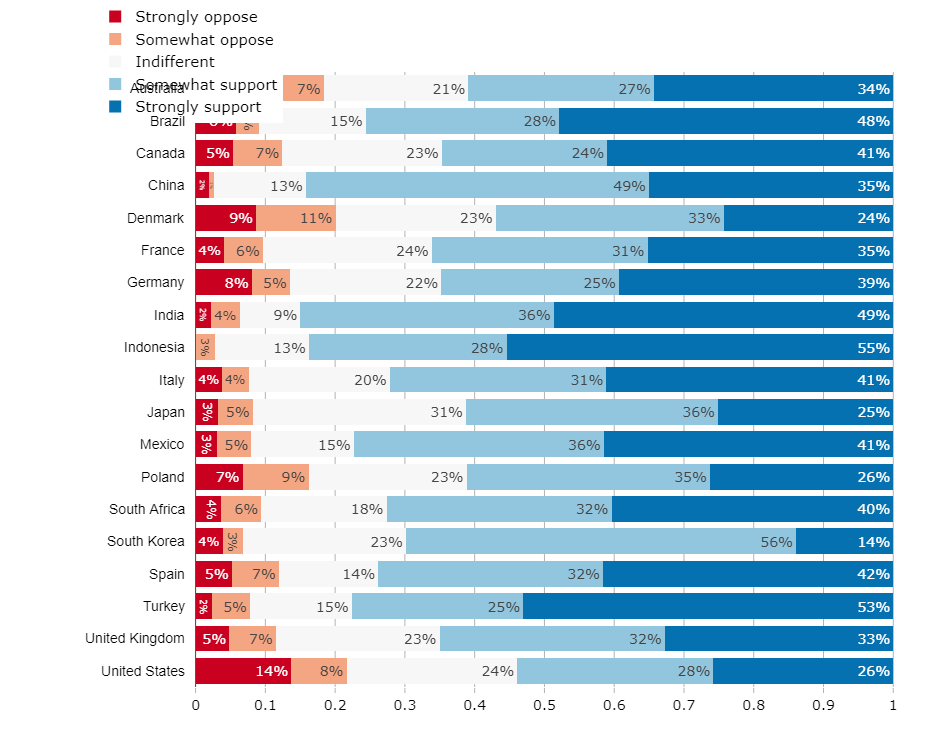 Strongly oppose
Somewhat oppose
Indifferent
Somewhat support
Strongly support
Australia 7% 21% 27% 34%
Brazil 15% 28% 48%
Canada 5% 7% 23% 24% 41%
China 2% 13% 49% 35%
Denmark 9% 11% 23% 33% 24%
France 4% 6% 24% 31% 35%
Germany 8% 5% 22% 25% 39%
India 2% 4% 9% 36% 49%
Indonesia 3% 13% 28% 55%
Italy 4% 4% 20% 31% 41%
Japan 3% 5% 31% 36% 25%
Mexico 3% 5% 15% 36% 41%
Poland 7% 9% 23% 35% 26%
South Africa 4% 6% 18% 32% 40%
South Korea 4% 3% 23% 56% 14%
Spain 5% 7% 14% 32% 42%
Turkey 2% 5% 15% 25% 53%
United Kingdom 5% 7% 23% 32% 33%
United States 14% 8% 24% 28% 26%
0 0.1 0.2 0.3 0.4 0.5 0.6 0.7 0.8 0.9 1